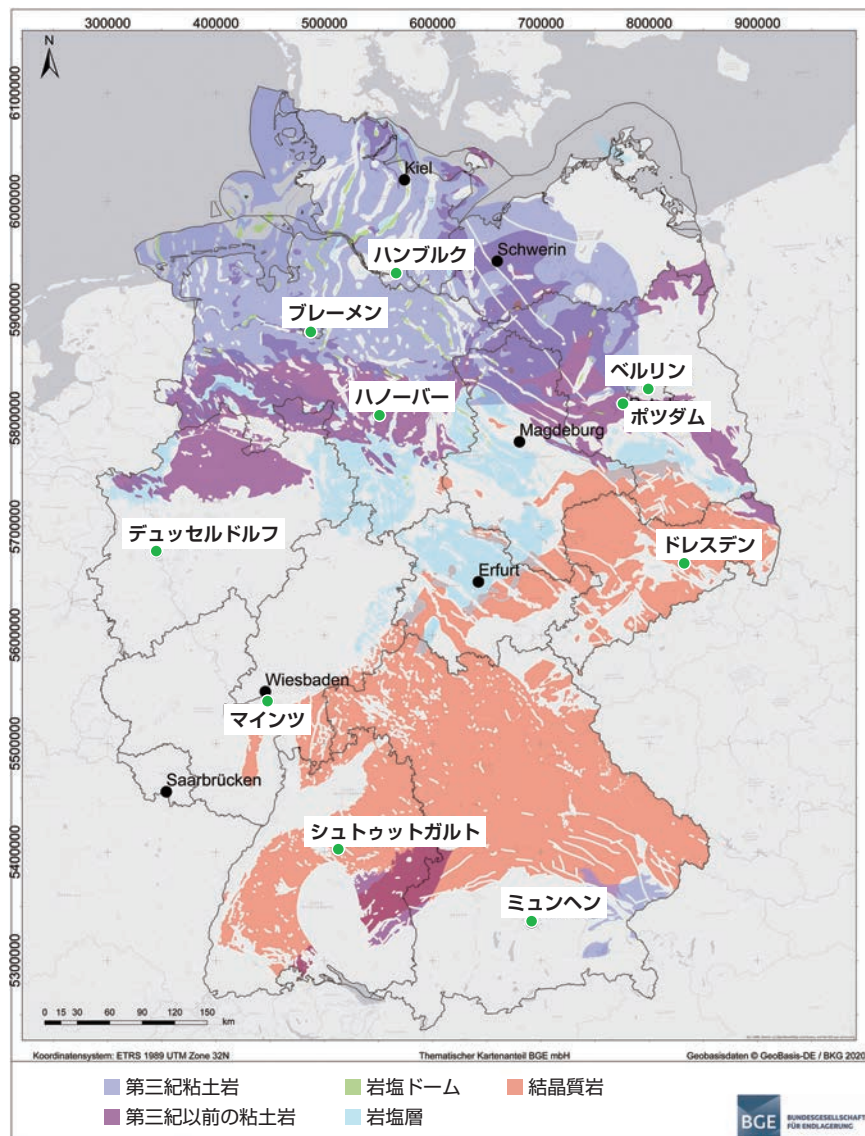 300000 400000 500000 600000 700000 800000 900000
N
6100000
6000000
5900000
5800000
5700000
5600000
5500000
5400000
5300000
Kiel
ハンブルク
Schwerin
ブレーメン
ベルリン
ハノーバー
ポツダム
Magdeburg
デュッセルドルフ
ドレスデン
Erfurt
Wiesbaden
マインツ
Saarbrücken
シュトゥットガルト
ミュンヘン
0 15 30 60 90 120 150
km
Koordinatensystem: ETRS 1989 UTM Zone 32N Thematischer Kartenanteil BGE mbH Geobasisdaten © GeoBasis-DE / BKG 2020
第三紀粘土岩 岩塩ドーム 結晶質岩
第三紀以前の粘土岩 岩塩層
BGE
BUNDESGESELLSCHAFT
FÜR ENDLAGERUNG